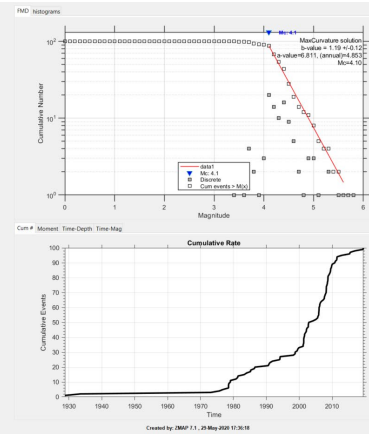 FMD histograms
Mc: 4.1
MaxCurvature solution
b-value = 1.19 +/-0.12
a-value=6.811, (annual)=4.853
Mc=4.10
Cumulative Number
10²
10¹
10⁰
data1
Mc: 4.1
Discrete
Cum events > M(x)
0 1 2 3 4 5 6
Magnitude
Cum # Moment Time-Depth Time-Mag
Cumulative Rate
Cumulative Events
100
90
80
70
60
50
40
30
20
10
0
1930 1940 1950 1960 1970 1980 1990 2000 2010
Time
Created by: ZMAP 7.1 , 29-May-2020 17:36:18